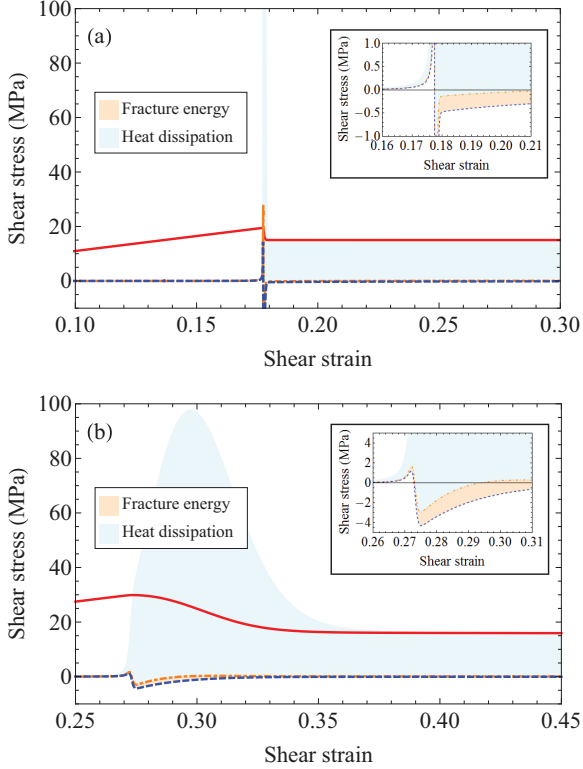 (a)
Shear stress (MPa)
100
80
60
40
20
0
Fracture energy
Heat dissipation
Shear stress (MPa)
1.0
0.5
0.0
−0.5
−1.0
0.16 0.17 0.18 0.19 0.20 0.21
Shear strain
0.10 0.15 0.20 0.25 0.30
Shear strain
(b)
Shear stress (MPa)
100
80
60
40
20
0
Fracture energy
Heat dissipation
Shear stress (MPa)
4
2
0
−2
−4
0.26 0.27 0.28 0.29 0.30 0.31
Shear strain
0.25 0.30 0.35 0.40 0.45
Shear strain